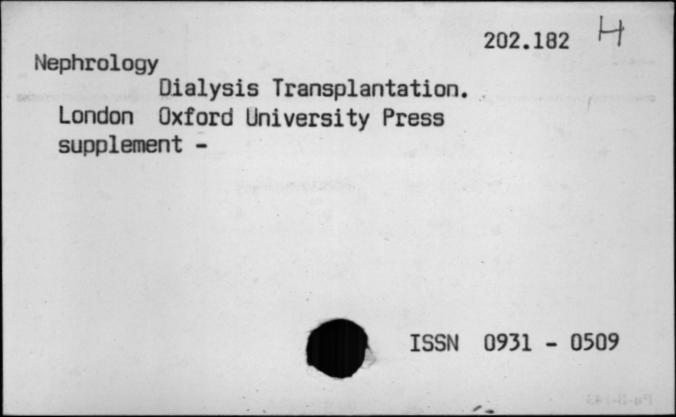 202.182 H
Nephrology
Dialysis Transplantation.
London Oxford University Press
supplement -
ISSN 0931 - 0509